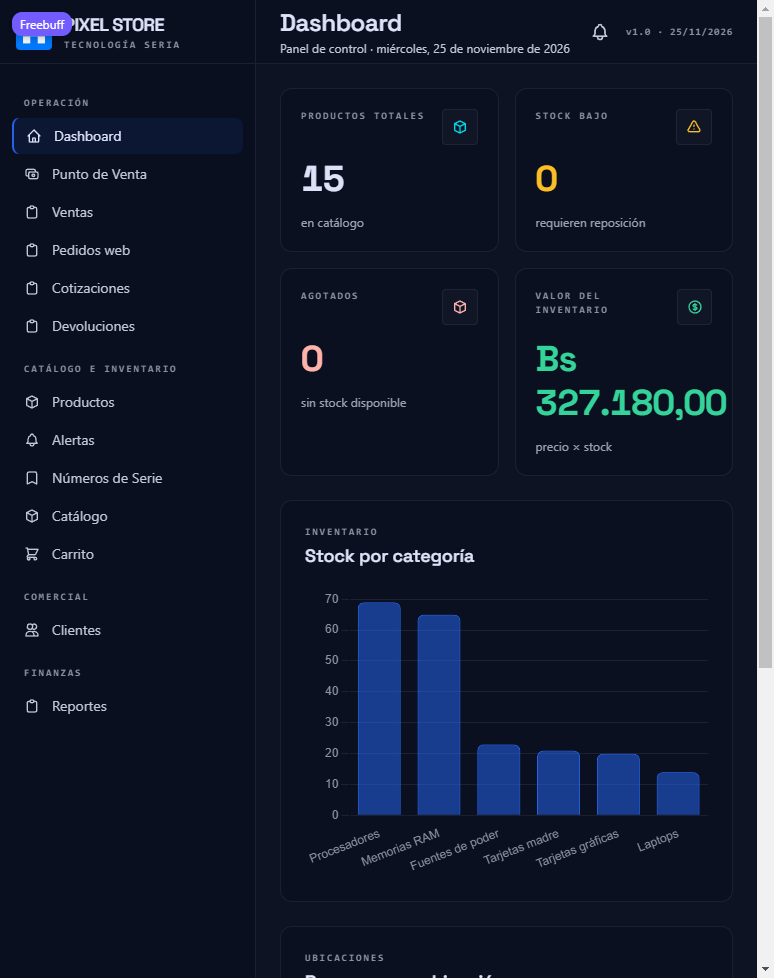 Freebuff
PIXEL STORE
TECNOLOGÍA SERIA
OPERACIÓN
Dashboard
Punto de Venta
Ventas
Pedidos web
Cotizaciones
Devoluciones
CATÁLOGO E INVENTARIO
Productos
Alertas
Números de Serie
Catálogo
Carrito
COMERCIAL
Clientes
FINANZAS
Reportes
Dashboard
Panel de control · miércoles, 25 de noviembre de 2026
v1.0 · 25/11/2026
PRODUCTOS TOTALES
15
en catálogo
STOCK BAJO
0
requieren reposición
AGOTADOS
0
sin stock disponible
VALOR DEL
INVENTARIO
Bs
327.180,00
precio × stock
INVENTARIO
Stock por categoría
70
60
50
40
30
20
10
0
Procesadores
Memorias RAM
Fuentes de poder
Tarjetas madre
Tarjetas gráficas
Laptops
UBICACIONES